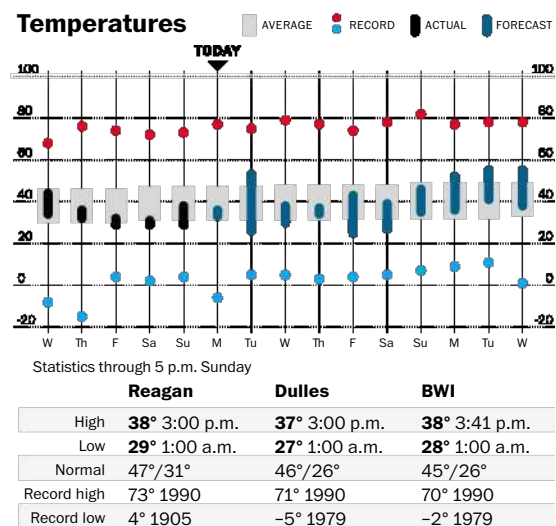 Temperatures AVERAGE RECORD ACTUAL FORECAST
TODAY
100 100
80 80
60 60
40 40
20 20
0 0
-20 -20
W Th F Sa Su M Tu W Th F Sa Su M Tu W
Statistics through 5 p.m. Sunday
Reagan Dulles BWI
High 38° 3:00 p.m. 37° 3:00 p.m. 38° 3:41 p.m.
Low 29° 1:00 a.m. 27° 1:00 a.m. 28° 1:00 a.m.
Normal 47°/31° 46°/26° 45°/26°
Record high 73° 1990 71° 1990 70° 1990
Record low 4° 1905 –5° 1979 –2° 1979